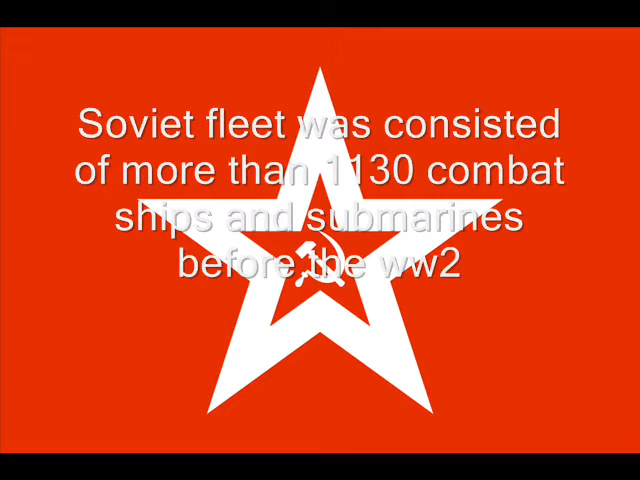 Soviet fleet was consisted
of more than 1130 combat
ships and submarines
before the ww2